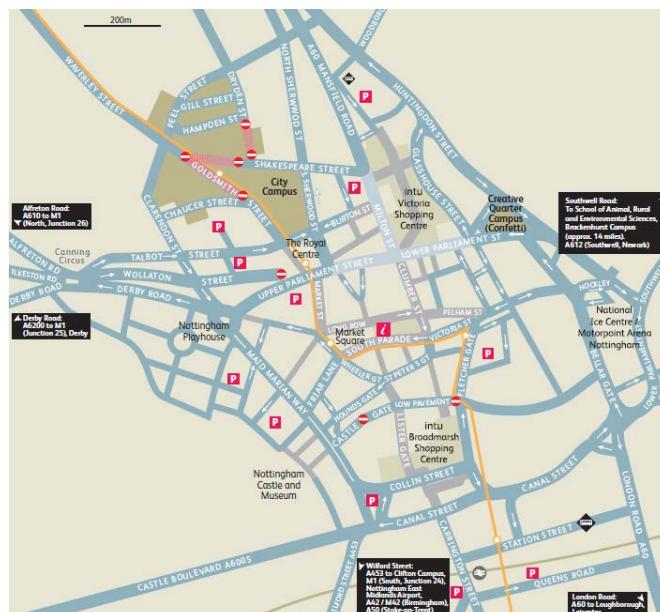 200m
WAVERLEY STREET
PEEL STREET
GILL STREET
HAMPDEN ST
DRYDEN ST
NORTH SHERWOOD ST
A60 MANSFIELD ROAD
HUNTINGDON STREET
GLASSHOUSE STREET
SHAKESPEARE STREET
GOLDSMITH STREET
City
Campus
CHAUCER STREET
CLARENDON ST
S SHERWOOD ST
BURTON ST
MILTON ST
intu
Victoria
Shopping
Centre
Creative
Quarter
Campus
(Confetti)
Southwell Road:
To School of Animal, Rural
and Environmental Sciences,
Brackenhurst Campus
(approx. 14 miles).
A612 (Southwell, Newark)
Alfreton Road:
A610 to M1
(North, Junction 26)
Canning
Circus
ALFRETON RD
ILKESTON RD
DERBY ROAD
TALBOT STREET
WOLLATON STREET
DERBY ROAD
The Royal
Centre
UPPER PARLIAMENT STREET
LOWER PARLIAMENT ST
CLUMBER ST
MARKET ST
PELHAM ST
HOCKLEY
National
Ice Centre /
Motorpoint Arena
Nottingham
Derby Road:
A6200 to M1
(Junction 25), Derby
Nottingham
Playhouse
Market
Square
i
SOUTH PARADE
VICTORIA ST
FLETCHER GATE
BELLAR GATE
MAID MARIAN WAY
FRIAR LANE
WHEELER GT
ST PETER'S GT
HOUNDS GATE
CASTLE GATE
LOW PAVEMENT
LISTER GATE
intu
Broadmarsh
Shopping
Centre
Nottingham
Castle and
Museum
COLLIN STREET
CANAL STREET
CANAL STREET
LONDON ROAD
A60
CARRINGTON STREET
STATION STREET
QUEENS ROAD
CASTLE BOULEVARD A6005
A453
Wilford Street:
A453 to Clifton Campus,
M1 (South, Junction 24),
Nottingham East
Midlands Airport,
A42 / M42 (Birmingham),
A50 (Stoke-on-Trent)
London Road:
A60 to Loughborough,
P
P
P
P
P
P
P
P
P
P
P
P